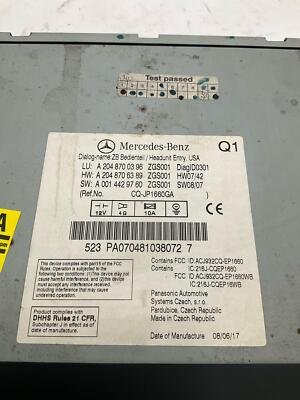 Test passed
Mercedes-Benz
Q1
Dialog-name: ZB Bedienteil / Headunit Entry, USA
LU: A 204 870 03 96 ZGS001 DiagID0301
HW: A 204 870 63 89 ZGS001 HW07/42
SW: A 001 442 97 60 ZGS001 SW08/07
(Ref.No. CQ-JP1660GA )
12V 4Ω 10A
523 PA070481038072 7
This device complies with part 15 of the FCC
Rules. Operation is subject to the following
two conditions: (1) this device may not cause
harmful interference, and (2) this device
must accept any interference received,
including interference that may cause
undesired operation.
Contains FCC ID:ACJ932CQ-EP1660
Contains IC:216J-CQEP1660
FCC ID:ACJ932CQ-EP1660WB
IC:216J-CQEP16WB
Panasonic Automotive
Systems Czech, s.r.o.
Pardubice, Czech Republic
Made in Czech Republic
Product complies with
DHHS Rules 21 CFR,
Subchapter J in effect as of
date of manufacture.
Date of Manufacture 08/06/17